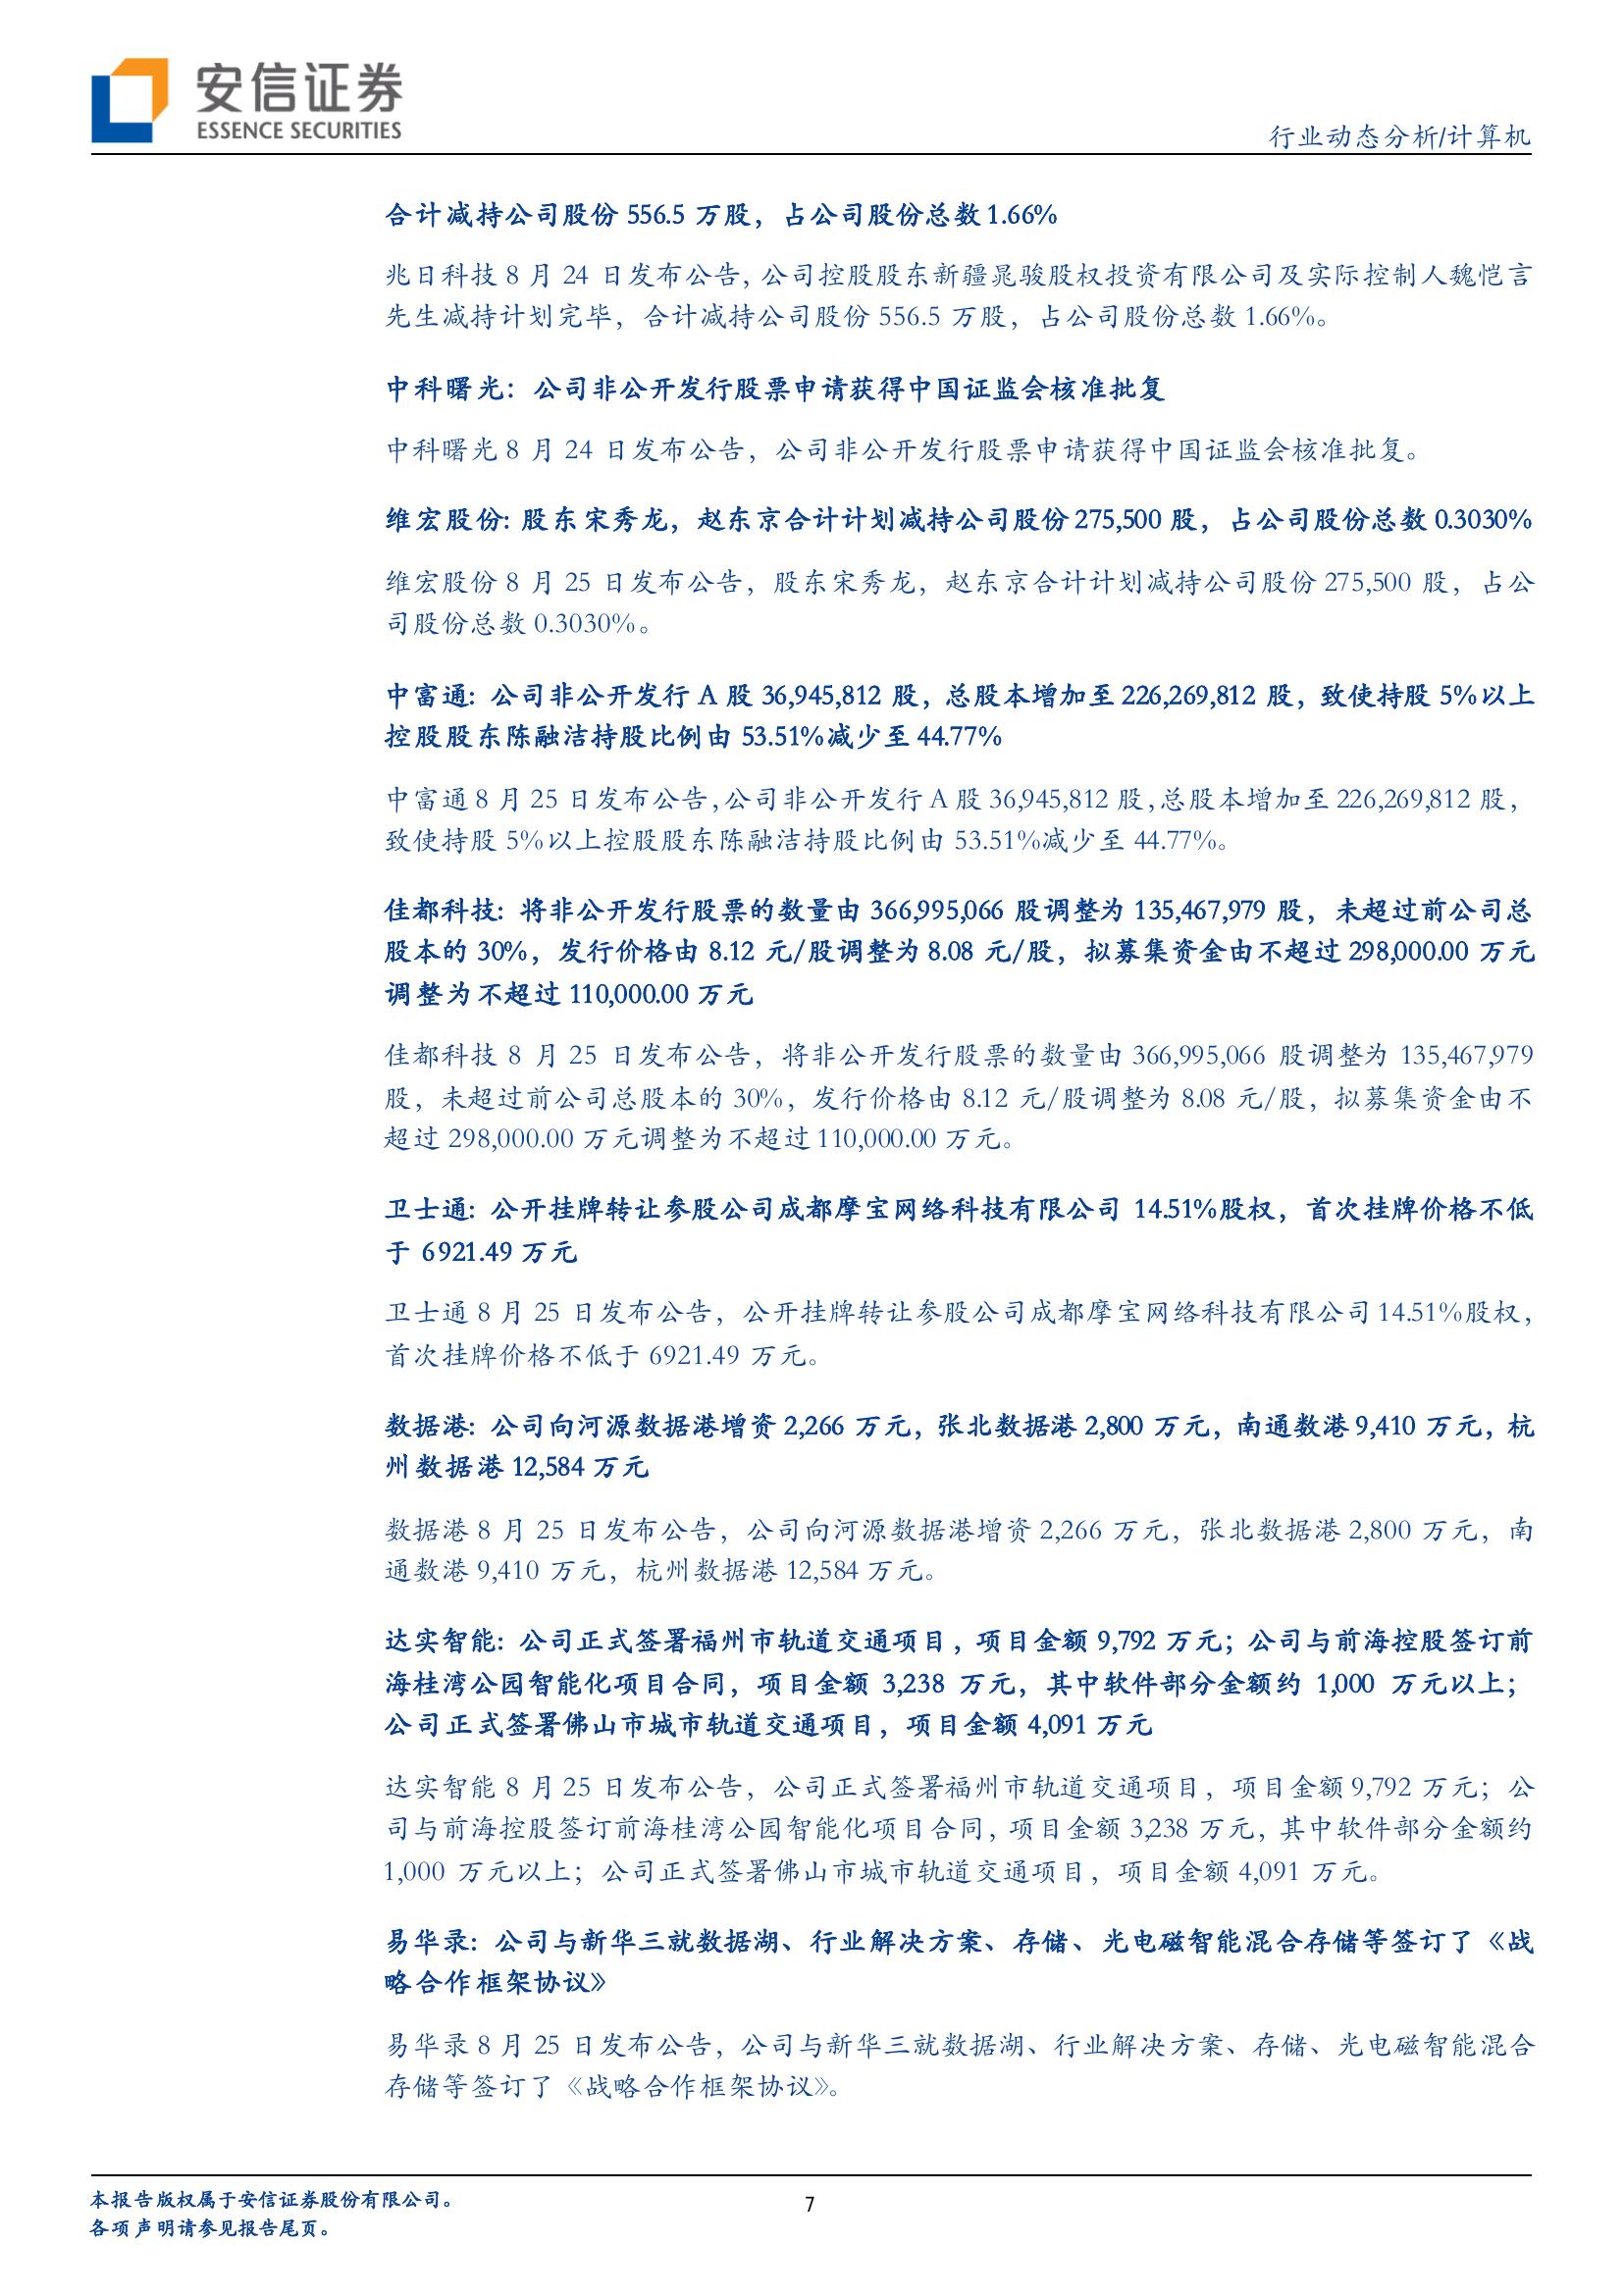 安信证券
ESSENCE SECURITIES
行业动态分析/计算机
合计减持公司股份 556.5 万股，占公司股份总数 1.66%
兆日科技 8 月 24 日发布公告，公司控股股东新疆晁骏股权投资有限公司及实际控制人魏恺言
先生减持计划完毕，合计减持公司股份 556.5 万股，占公司股份总数 1.66%。
中科曙光：公司非公开发行股票申请获得中国证监会核准批复
中科曙光 8 月 24 日发布公告，公司非公开发行股票申请获得中国证监会核准批复。
维宏股份：股东宋秀龙，赵东京合计计划减持公司股份 275,500 股，占公司股份总数 0.3030%
维宏股份 8 月 25 日发布公告，股东宋秀龙，赵东京合计计划减持公司股份 275,500 股，占公
司股份总数 0.3030%。
中富通：公司非公开发行 A 股 36,945,812 股，总股本增加至 226,269,812 股，致使持股 5%以上
控股股东陈融洁持股比例由 53.51%减少至 44.77%
中富通 8 月 25 日发布公告，公司非公开发行 A 股 36,945,812 股，总股本增加至 226,269,812 股，
致使持股 5%以上控股股东陈融洁持股比例由 53.51%减少至 44.77%。
佳都科技：将非公开发行股票的数量由 366,995,066 股调整为 135,467,979 股，未超过前公司总
股本的 30%，发行价格由 8.12 元/股调整为 8.08 元/股，拟募集资金由不超过 298,000.00 万元
调整为不超过 110,000.00 万元
佳都科技 8 月 25 日发布公告，将非公开发行股票的数量由 366,995,066 股调整为 135,467,979
股，未超过前公司总股本的 30%，发行价格由 8.12 元/股调整为 8.08 元/股，拟募集资金由不
超过 298,000.00 万元调整为不超过 110,000.00 万元。
卫士通：公开挂牌转让参股公司成都摩宝网络科技有限公司 14.51%股权，首次挂牌价格不低
于 6921.49 万元
卫士通 8 月 25 日发布公告，公开挂牌转让参股公司成都摩宝网络科技有限公司 14.51%股权，
首次挂牌价格不低于 6921.49 万元。
数据港：公司向河源数据港增资 2,266 万元，张北数据港 2,800 万元，南通数港 9,410 万元，杭
州数据港 12,584 万元
数据港 8 月 25 日发布公告，公司向河源数据港增资 2,266 万元，张北数据港 2,800 万元，南
通数港 9,410 万元，杭州数据港 12,584 万元。
达实智能：公司正式签署福州市轨道交通项目，项目金额 9,792 万元；公司与前海控股签订前
海桂湾公园智能化项目合同，项目金额 3,238 万元，其中软件部分金额约 1,000 万元以上；
公司正式签署佛山市城市轨道交通项目，项目金额 4,091 万元
达实智能 8 月 25 日发布公告，公司正式签署福州市轨道交通项目，项目金额 9,792 万元；公
司与前海控股签订前海桂湾公园智能化项目合同，项目金额 3,238 万元，其中软件部分金额约
1,000 万元以上；公司正式签署佛山市城市轨道交通项目，项目金额 4,091 万元。
易华录：公司与新华三就数据湖、行业解决方案、存储、光电磁智能混合存储等签订了《战
略合作框架协议》
易华录 8 月 25 日发布公告，公司与新华三就数据湖、行业解决方案、存储、光电磁智能混合
存储等签订了《战略合作框架协议》。
本报告版权属于安信证券股份有限公司。
各项声明请参见报告尾页。
7